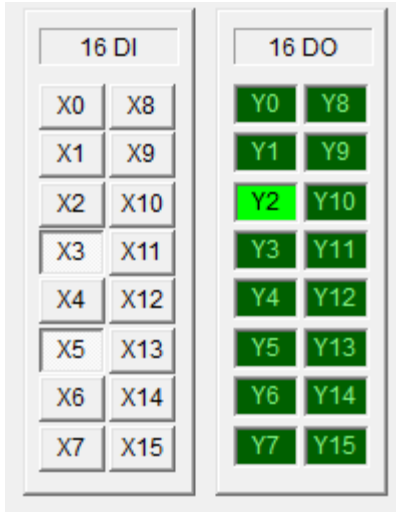 16 DI
X0 X8
X1 X9
X2 X10
X3 X11
X4 X12
X5 X13
X6 X14
X7 X15
16 DO
Y0 Y8
Y1 Y9
Y2 Y10
Y3 Y11
Y4 Y12
Y5 Y13
Y6 Y14
Y7 Y15